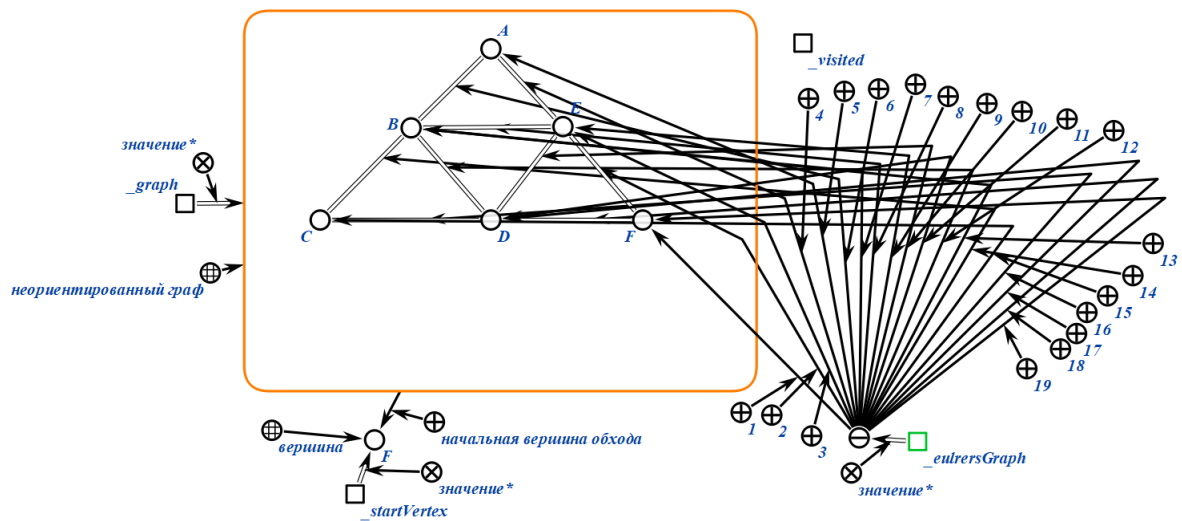 A
_visited
4
5
6
7
8
9
10
11
12
E
B
значение*
_graph
C
D
F
13
неориентированный граф
14
15
16
17
18
19
1
2
3
начальная вершина обхода
вершина
F
значение*
_startVertex
_eulrersGraph
значение*